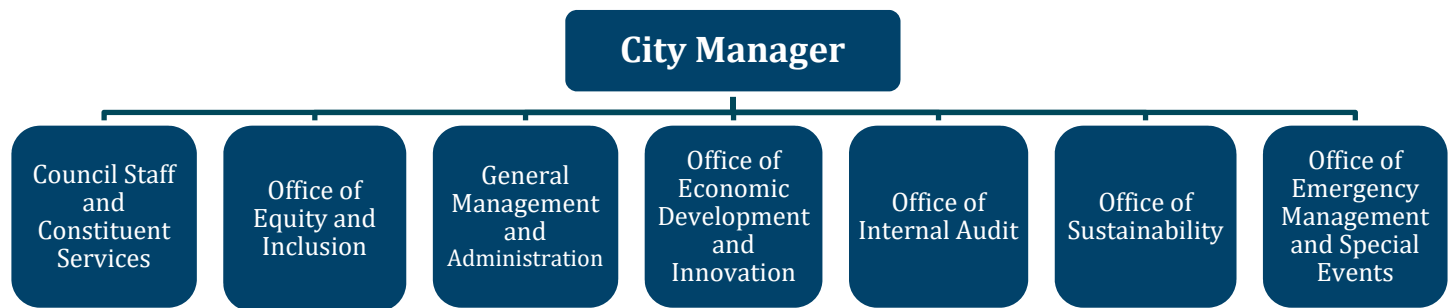 City Manager
Council Staff
and
Constituent
Services
Office of
Equity and
Inclusion
General
Management
and
Administration
Office of
Economic
Development
and
Innovation
Office of
Internal Audit
Office of
Sustainability
Office of
Emergency
Management
and Special
Events